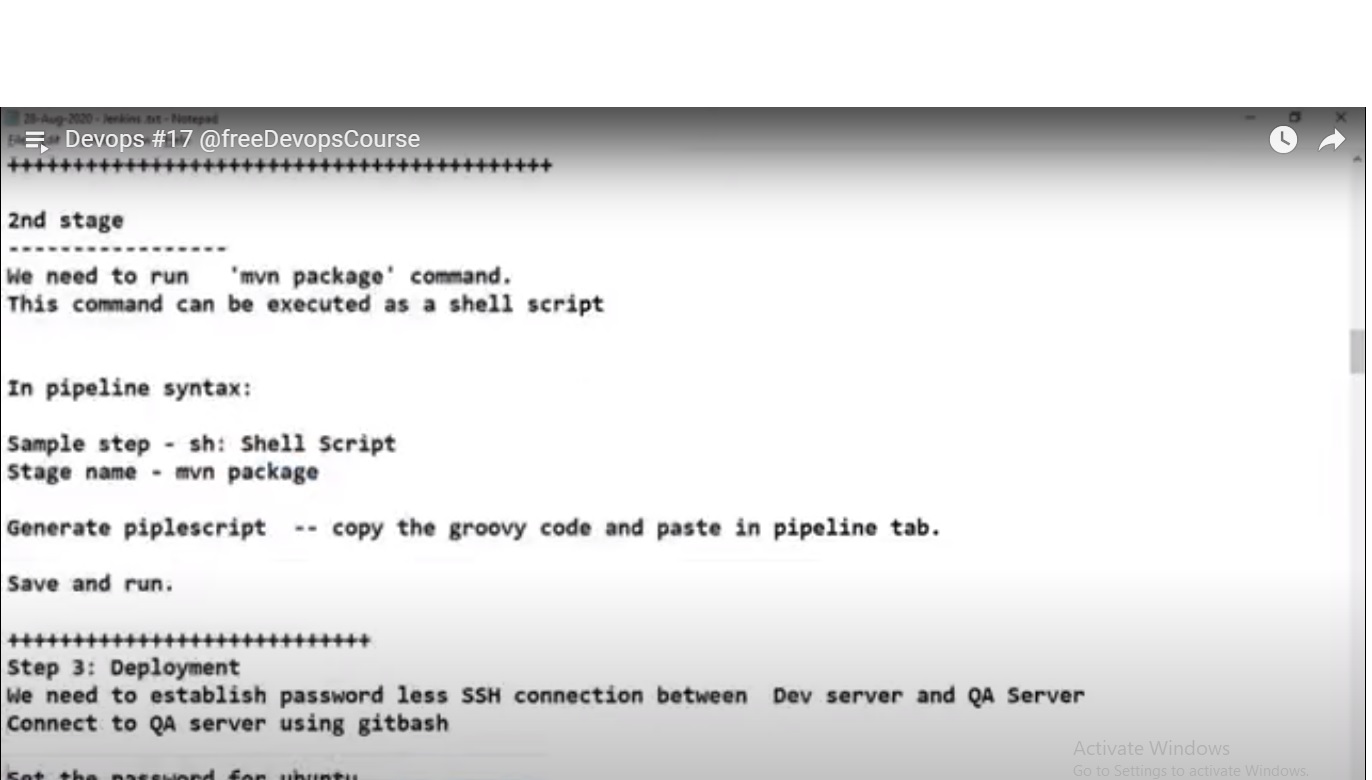 28-Aug-2020 - Jenkins .txt - Notepad
Devops #17 @freeDevopsCourse
++++++++++++++++++++++++++++++++++++++++++
2nd stage
-----------------
We need to run 'mvn package' command.
This command can be executed as a shell script
In pipeline syntax:
Sample step - sh: Shell Script
Stage name - mvn package
Generate piplescript -- copy the groovy code and paste in pipeline tab.
Save and run.
++++++++++++++++++++++++++++
Step 3: Deployment
We need to establish password less SSH connection between Dev server and QA Server
Connect to QA server using gitbash
Set the password for ubuntu
Activate Windows
Go to Settings to activate Windows.